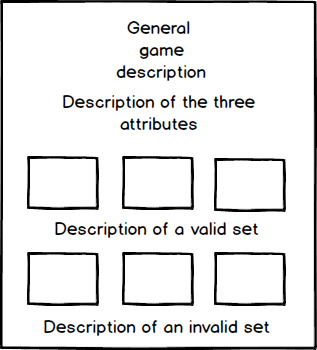 General
game
description
Description of the three
attributes
Description of a valid set
Description of an invalid set